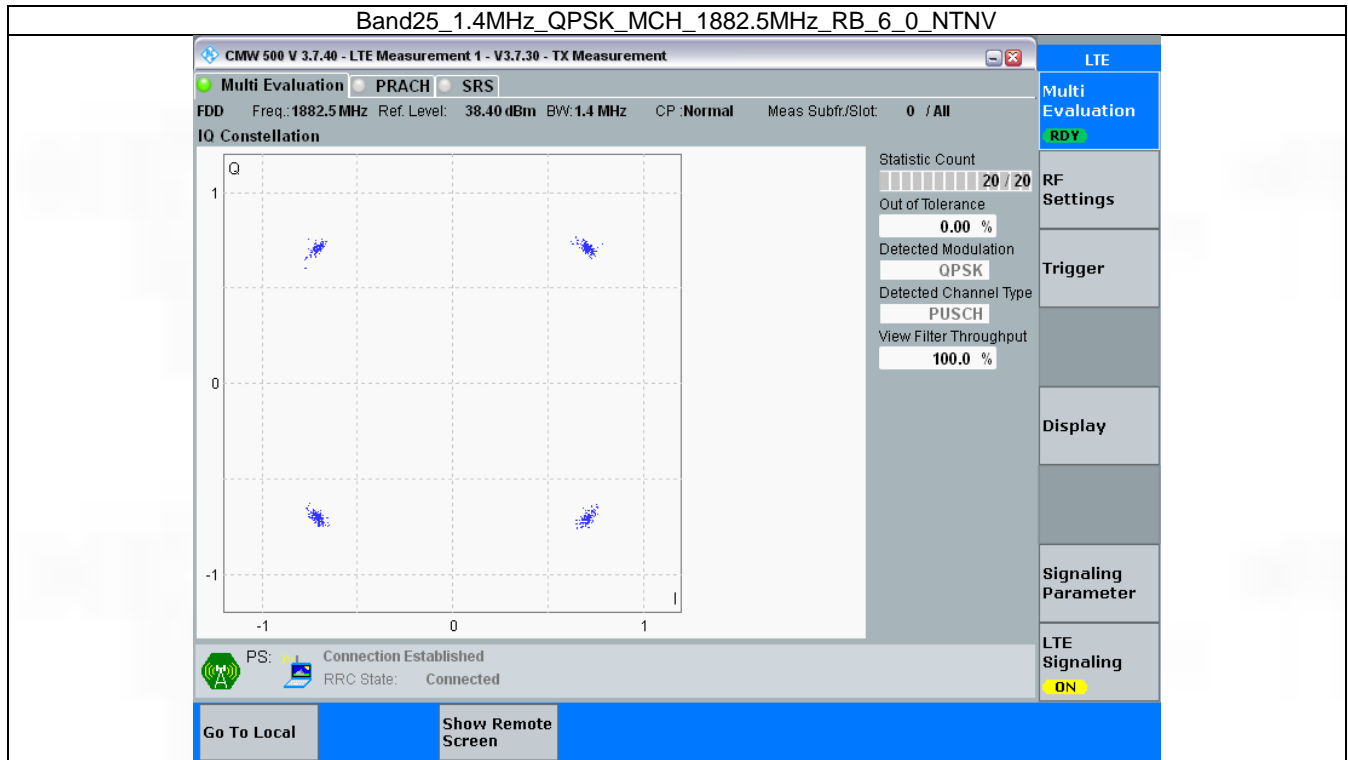 Band25_1.4MHz_QPSK_MCH_1882.5MHz_RB_6_0_NTNV
CMW 500 V 3.7.40 - LTE Measurement 1 - V3.7.30 - TX Measurement
LTE
Multi Evaluation PRACH SRS
FDD Freq.:1882.5 MHz Ref. Level: 38.40 dBm BW:1.4 MHz CP :Normal Meas Subfr./Slot: 0 / All
IQ Constellation
Q
1
0
-1
I
-1 0 1
Statistic Count
20 / 20
Out of Tolerance
0.00 %
Detected Modulation
QPSK
Detected Channel Type
PUSCH
View Filter Throughput
100.0 %
Multi
Evaluation
RDY
RF
Settings
Trigger
Display
Signaling
Parameter
LTE
Signaling
ON
PS: Connection Established
RRC State: Connected
Go To Local
Show Remote
Screen